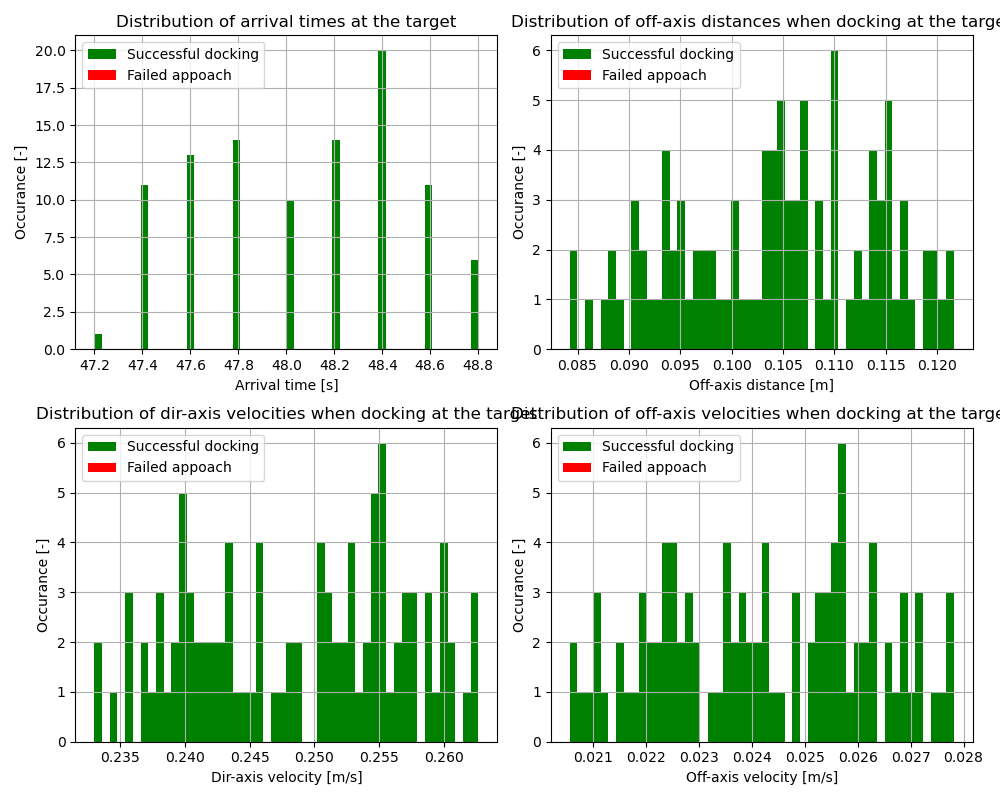 Distribution of arrival times at the target
Successful docking
Failed appoach
20.0
17.5
15.0
12.5
10.0
7.5
5.0
2.5
0.0
Occurance [-]
47.2 47.4 47.6 47.8 48.0 48.2 48.4 48.6 48.8
Arrival time [s]
Distribution of off-axis distances when docking at the targe
Successful docking
Failed appoach
6
5
4
3
2
1
0
Occurance [-]
0.085 0.090 0.095 0.100 0.105 0.110 0.115 0.120
Off-axis distance [m]
Distribution of dir-axis velocities when docking at the target
Successful docking
Failed appoach
6
5
4
3
2
1
0
Occurance [-]
0.235 0.240 0.245 0.250 0.255 0.260
Dir-axis velocity [m/s]
Distribution of off-axis velocities when docking at the targe
Successful docking
Failed appoach
6
5
4
3
2
1
0
Occurance [-]
0.021 0.022 0.023 0.024 0.025 0.026 0.027 0.028
Off-axis velocity [m/s]